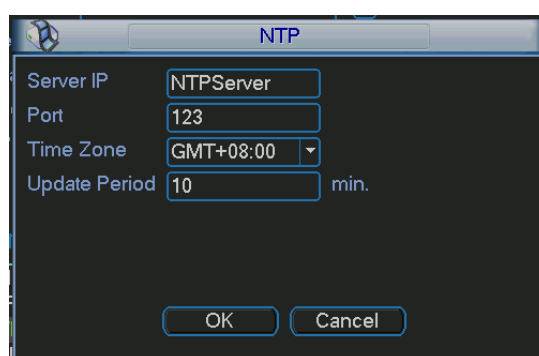 NTP
Server IP NTPServer
Port 123
Time Zone GMT+08:00
Update Period 10 min.
OK Cancel